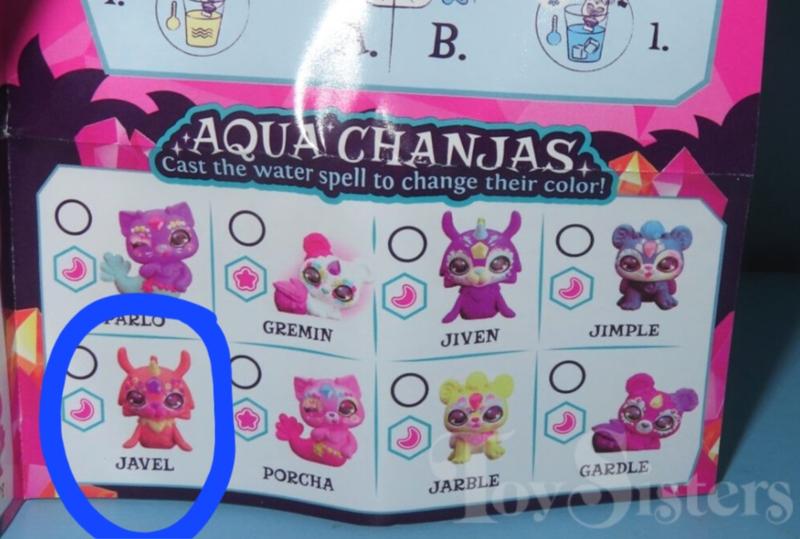 1.
A.
B.
1.
AQUA CHANJAS
Cast the water spell to change their color!
PARLO
GREMIN
JIVEN
JIMPLE
JAVEL
PORCHA
JARBLE
GARDLE
ToySisters